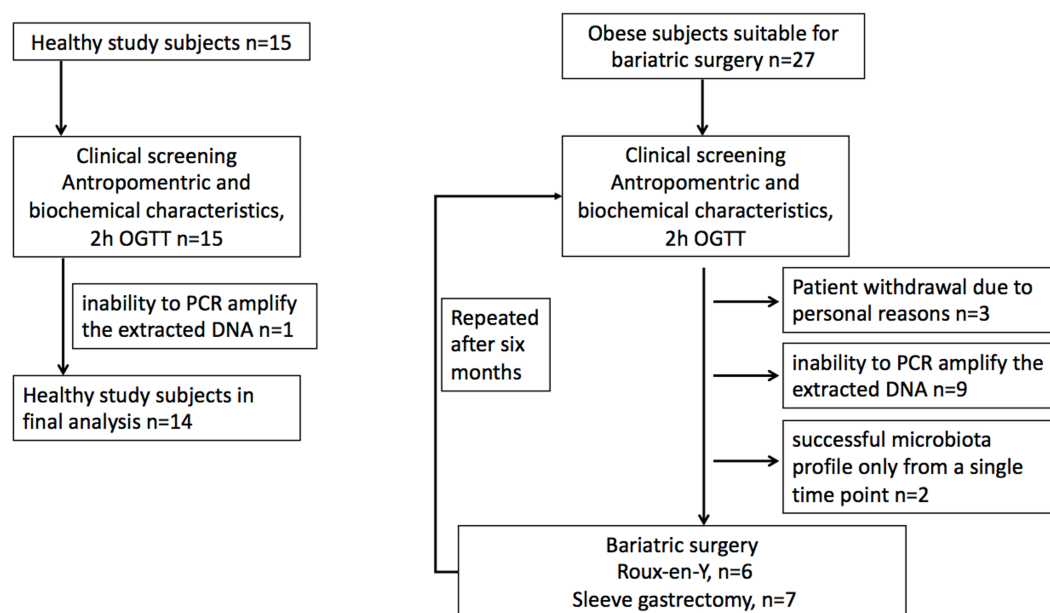 Healthy study subjects n=15
Clinical screening
Antropomentric and
biochemical characteristics,
2h OGTT n=15
inability to PCR amplify
the extracted DNA n=1
Healthy study subjects in
final analysis n=14
Obese subjects suitable for
bariatric surgery n=27
Clinical screening
Antropomentric and
biochemical characteristics,
2h OGTT
Repeated
after six
months
Patient withdrawal due to
personal reasons n=3
inability to PCR amplify the
extracted DNA n=9
successful microbiota
profile only from a single
time point n=2
Bariatric surgery
Roux-en-Y, n=6
Sleeve gastrectomy, n=7